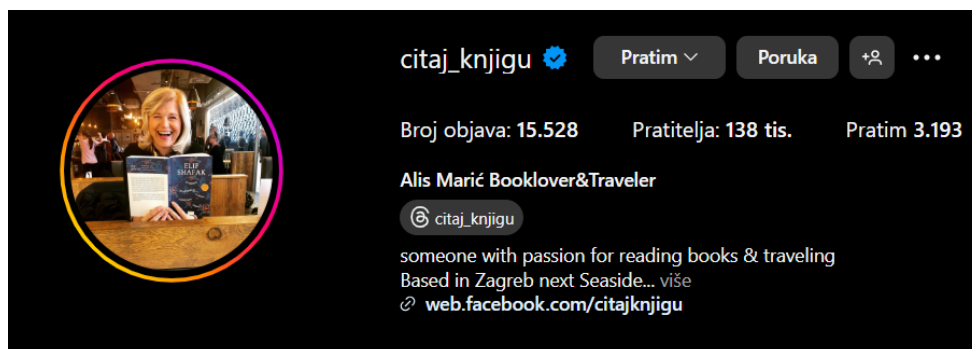 citaj_knjigu Pratim Poruka
Broj objava: 15.528 Pratitelja: 138 tis. Pratim 3.193
Alis Marić Booklover&Traveler
citaj_knjigu
someone with passion for reading books & traveling
Based in Zagreb next Seaside... više
web.facebook.com/citajknjigu
ELIF
SHAFAK